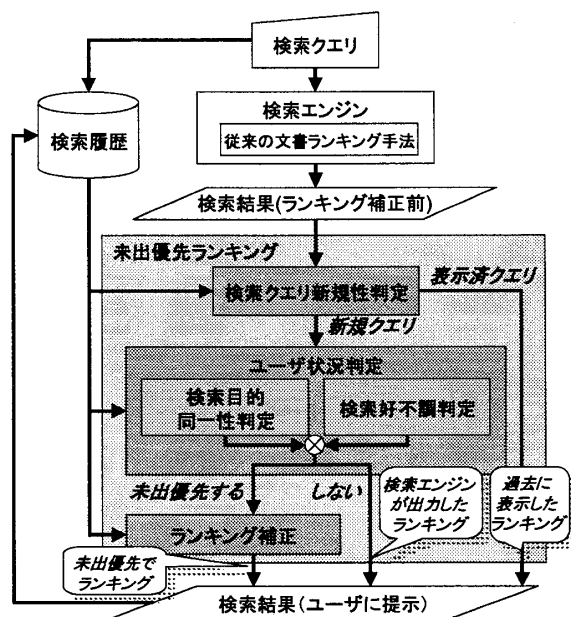 検索クエリ
検索エンジン
従来の文書ランキング手法
検索履歴
検索結果(ランキング補正前)
未出優先ランキング
検索クエリ新規性判定
表示済クエリ
新規クエリ
ユーザ状況判定
検索目的
同一性判定
検索好不調判定
未出優先する
しない
検索エンジン
が出力した
ランキング
過去に
表示した
ランキング
ランキング補正
未出優先で
ランキング
検索結果(ユーザに提示)